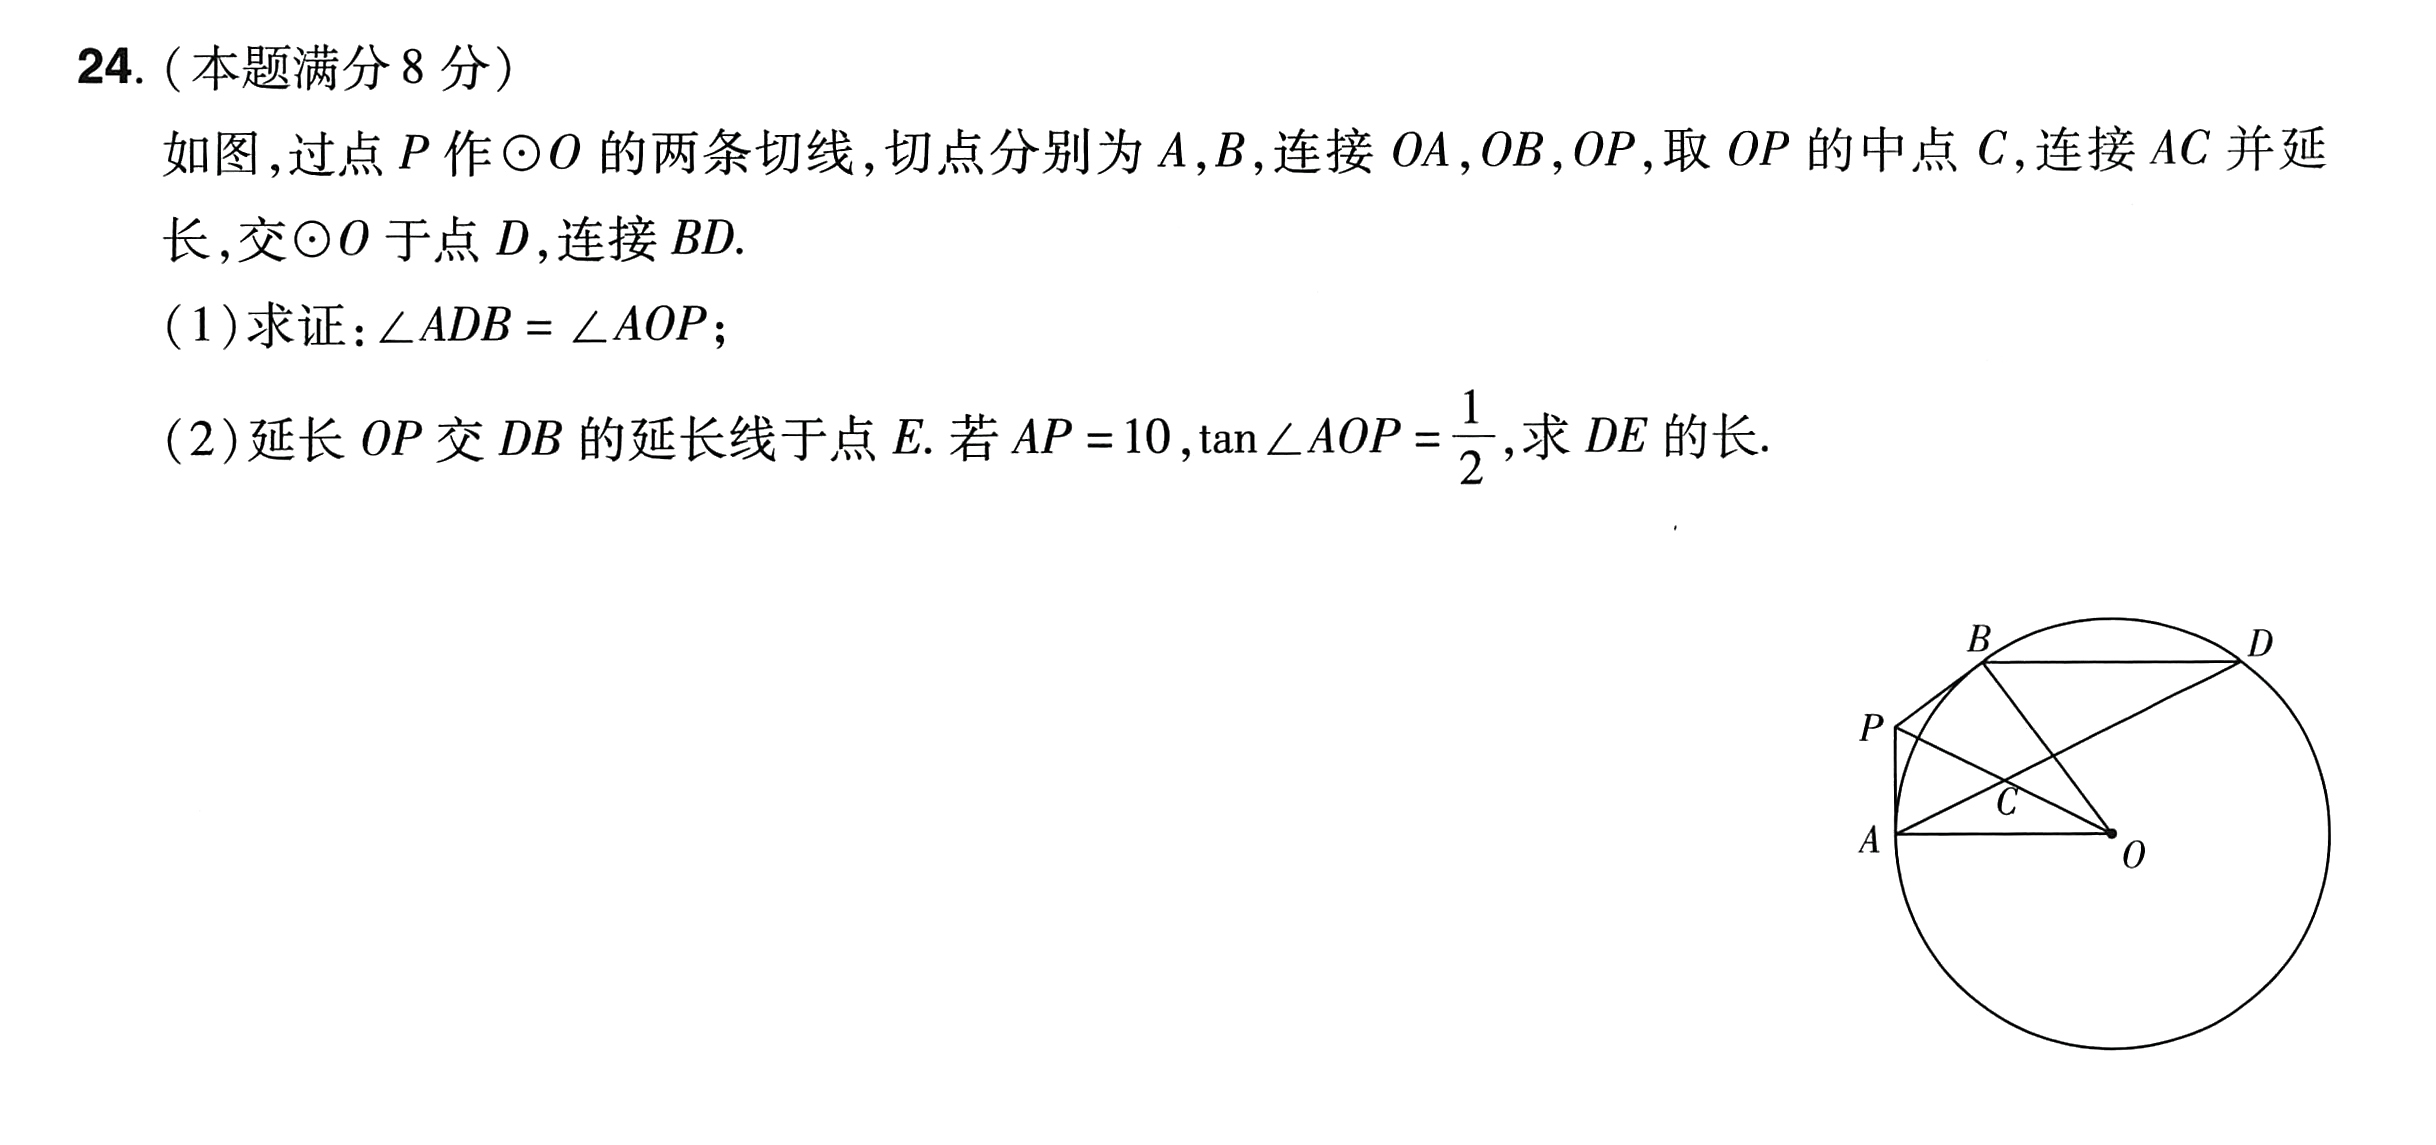 24. (本题满分 8 分)
如图,过点 P 作⊙O 的两条切线,切点分别为 A,B,连接 OA,OB,OP,取 OP 的中点 C,连接 AC 并延
长,交⊙O 于点 D,连接 BD.
(1)求证:∠ADB = ∠AOP;
(2)延长 OP 交 DB 的延长线于点 E. 若 AP = 10,tan∠AOP = 1/2,求 DE 的长.
B D
P
C
A
O